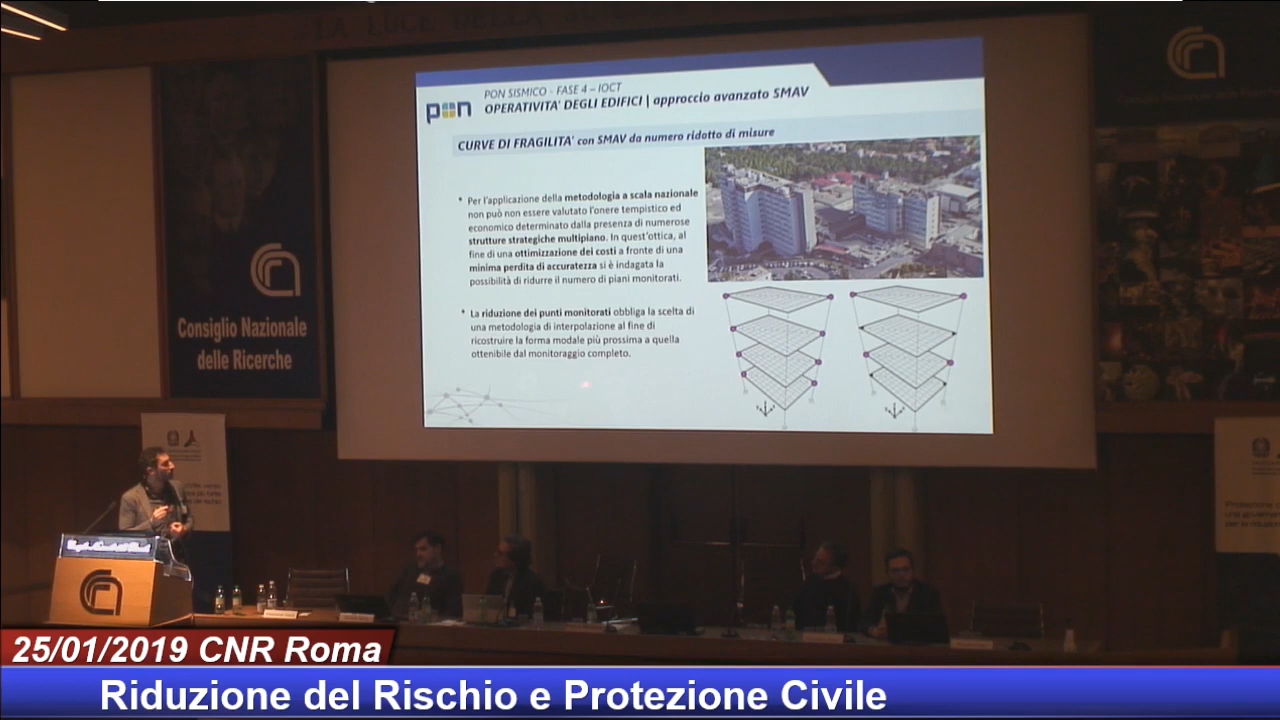 LA LUCE DELLA
PON SISMICO - FASE 4 – IOCT
OPERATIVITA' DEGLI EDIFICI | approccio avanzato SMAV
pon
CURVE DI FRAGILITA' con SMAV da numero ridotto di misure
* Per l'applicazione della metodologia a scala nazionale
non può non essere valutato l'onere tempistico ed
economico determinato dalla presenza di numerose
strutture strategiche multipiano. In quest'ottica, al
fine di una ottimizzazione dei costi a fronte di una
minima perdita di accuratezza si è indagata la
possibilità di ridurre il numero di piani monitorati.
* La riduzione dei punti monitorati obbliga la scelta di
una metodologia di interpolazione al fine di
ricostruire la forma modale più prossima a quella
ottenibile dal monitoraggio completo.
Consiglio Nazionale
delle Ricerche
25/01/2019 CNR Roma
Riduzione del Rischio e Protezione Civile